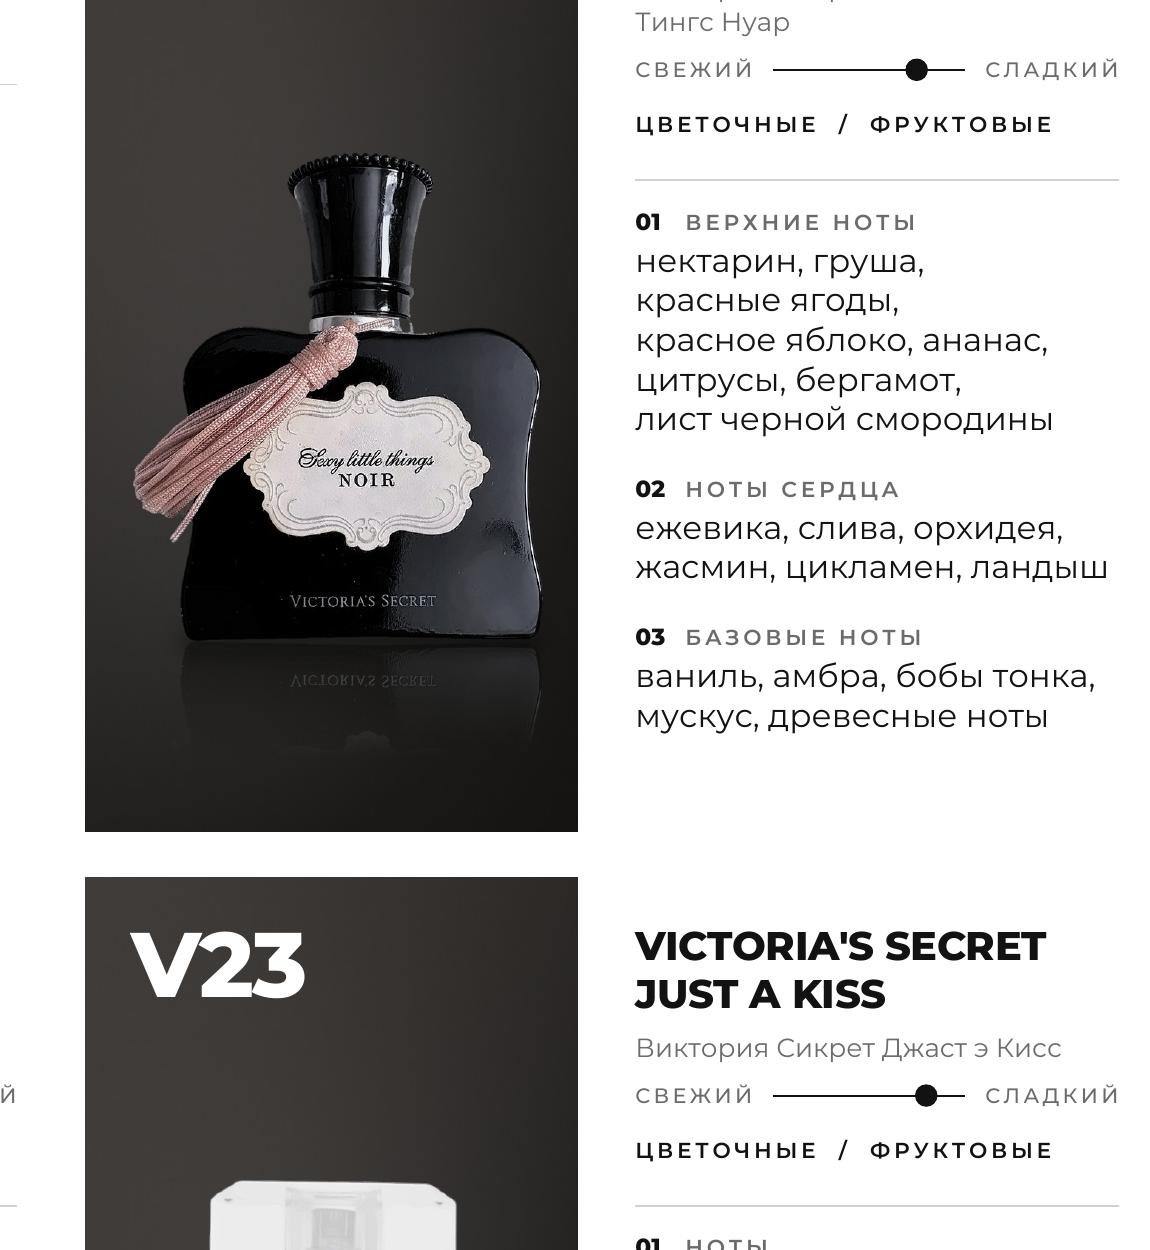 Тингс Нуар
СВЕЖИЙ СЛАДКИЙ
ЦВЕТОЧНЫЕ / ФРУКТОВЫЕ
01 ВЕРХНИЕ НОТЫ
нектарин, груша,
красные ягоды,
красное яблоко, ананас,
цитрусы, бергамот,
лист черной смородины
02 НОТЫ СЕРДЦА
ежевика, слива, орхидея,
жасмин, цикламен, ландыш
03 БАЗОВЫЕ НОТЫ
ваниль, амбра, бобы тонка,
мускус, древесные ноты
Sexy little things
NOIR
VICTORIA'S SECRET
V23
VICTORIA'S SECRET
JUST A KISS
Виктория Сикрет Джаст э Кисс
СВЕЖИЙ СЛАДКИЙ
ЦВЕТОЧНЫЕ / ФРУКТОВЫЕ
01 НОТЫ